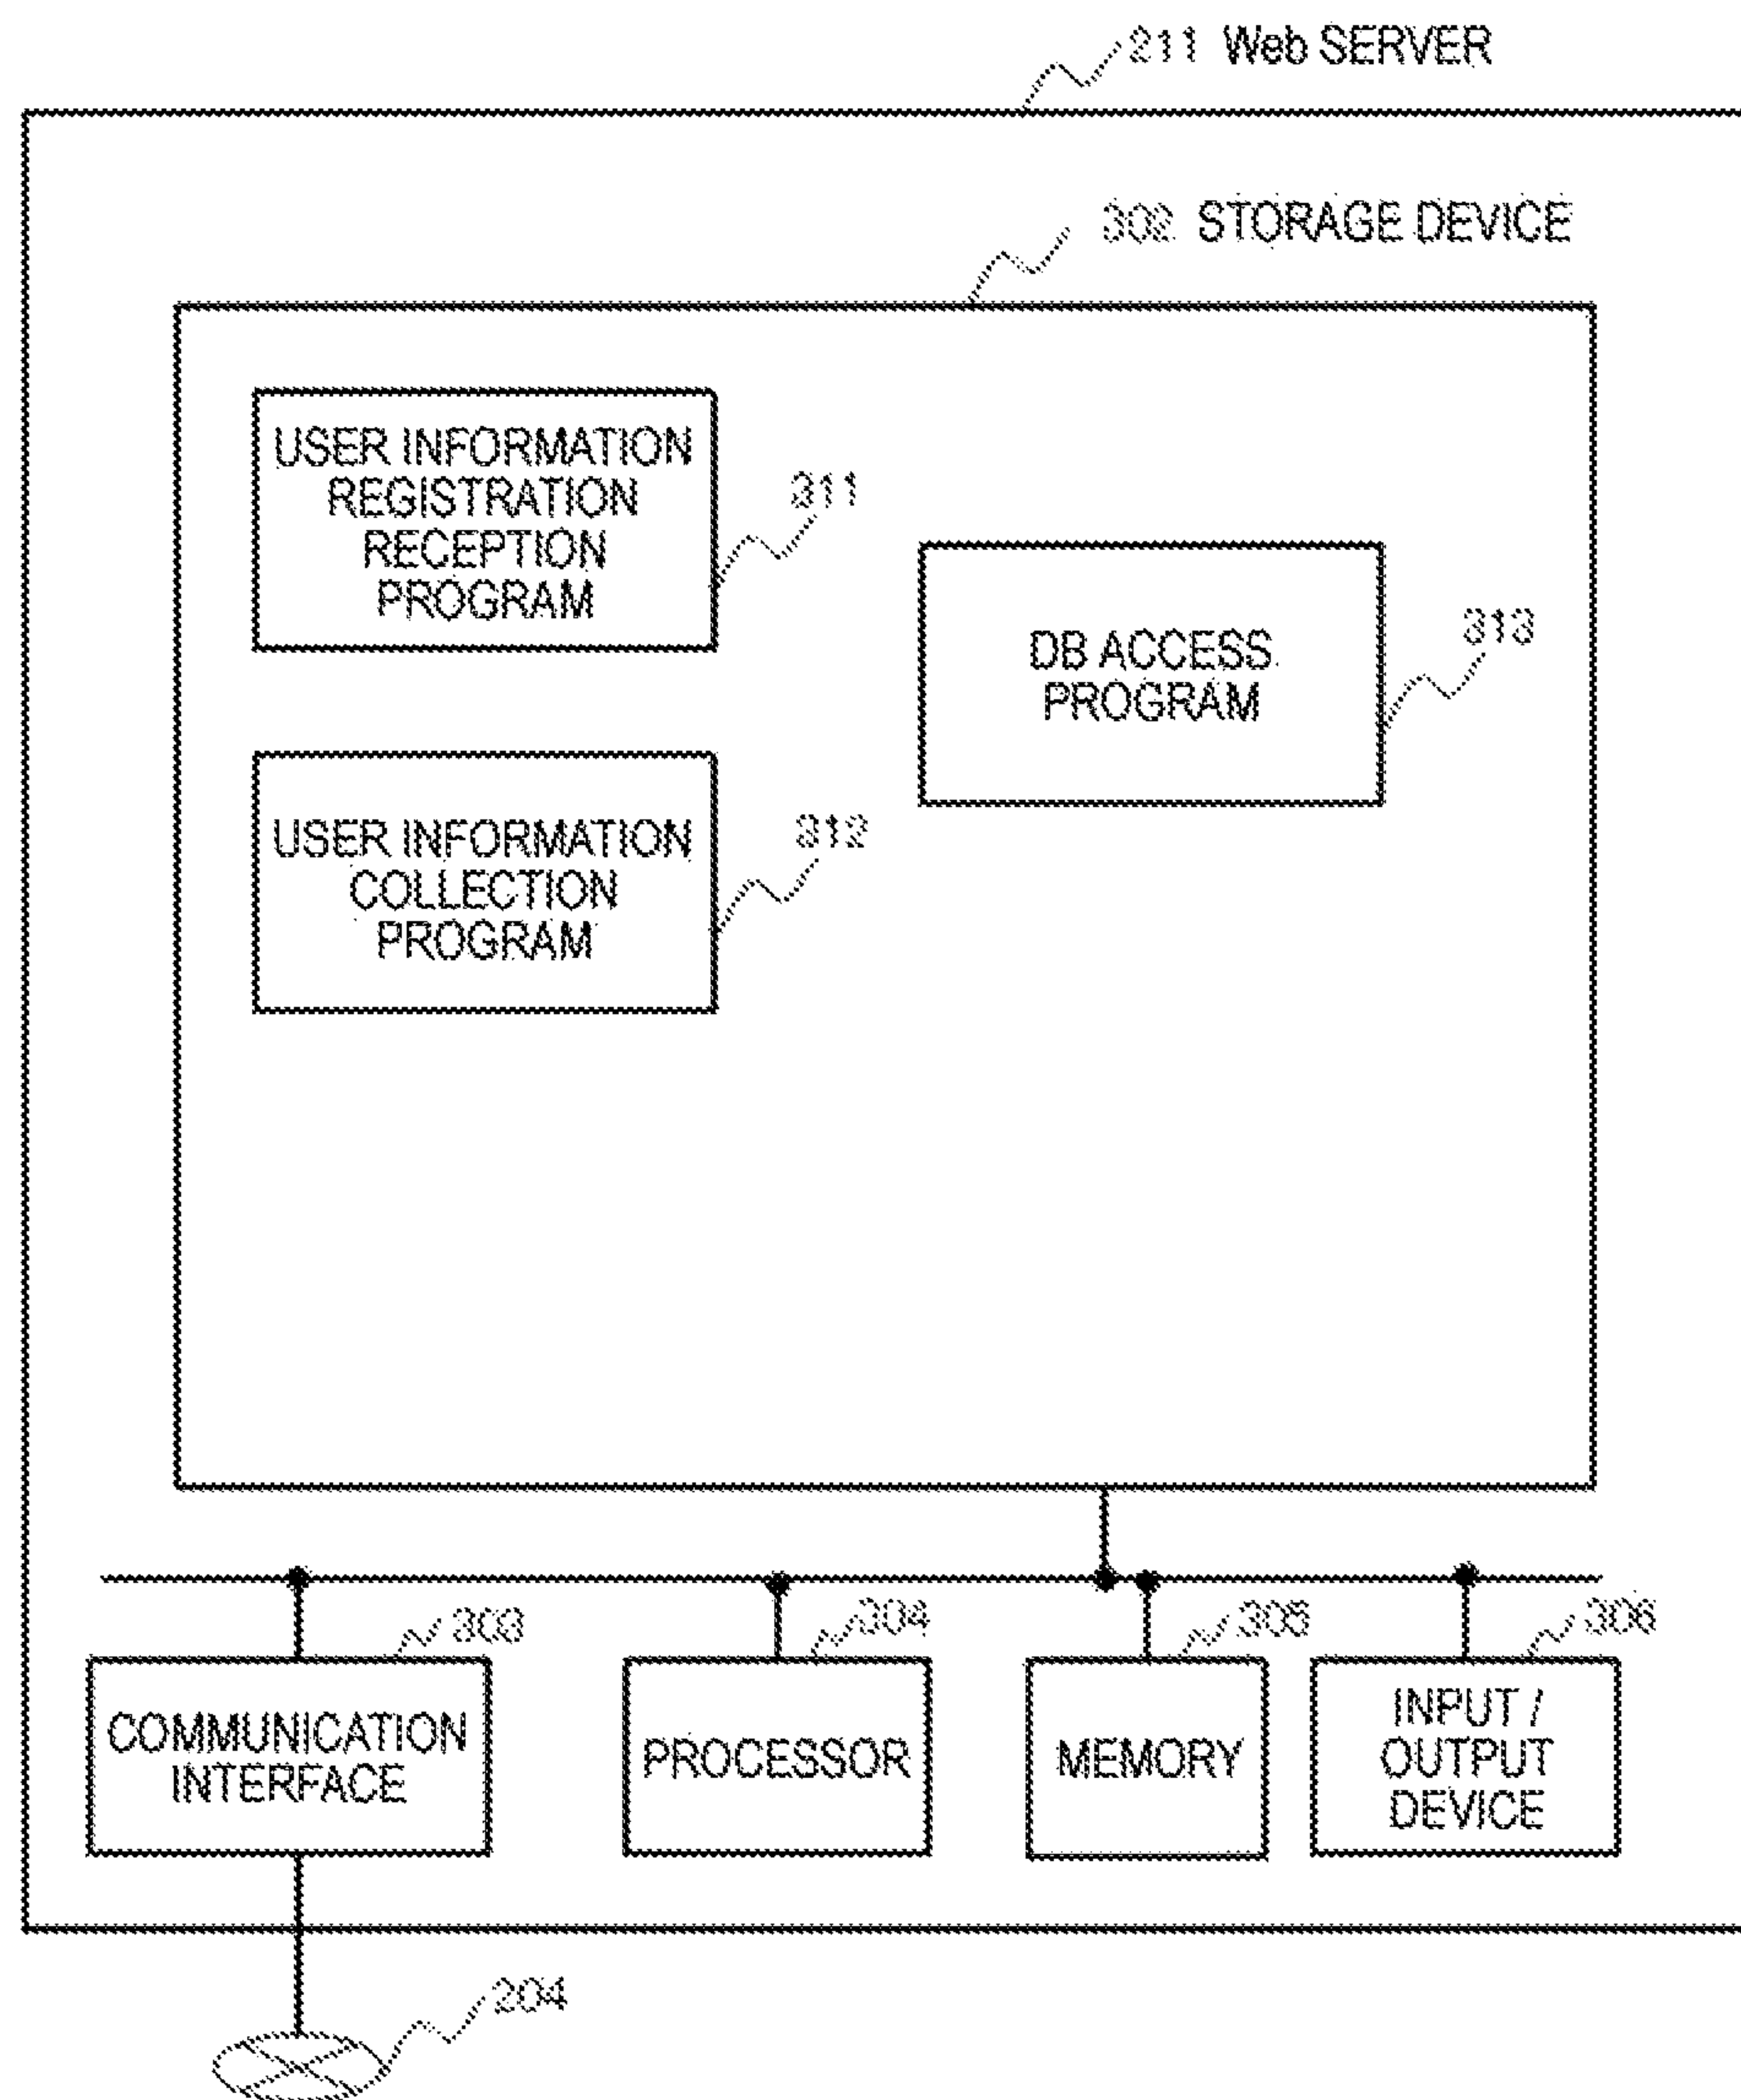 211 Web SERVER
302 STORAGE DEVICE
USER INFORMATION
REGISTRATION
RECEPTION
PROGRAM
311
DB ACCESS
PROGRAM
313
USER INFORMATION
COLLECTION
PROGRAM
312
303
304
305
306
COMMUNICATION
INTERFACE
PROCESSOR
MEMORY
INPUT /
OUTPUT
DEVICE
204